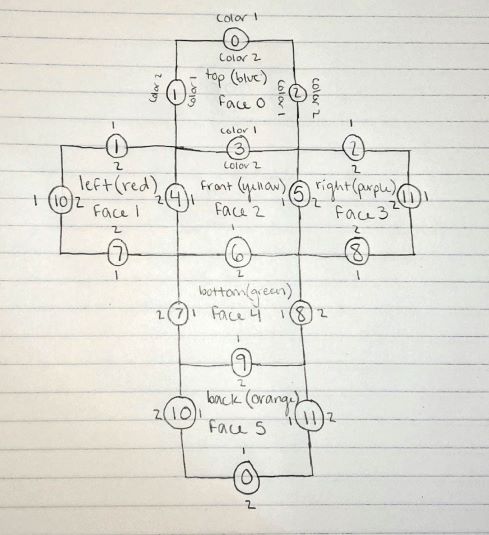 Color 1
0
Color 2
Color 2 1 Color 1 top (blue) Color 1 2 Color 2
Face 0
1 color 1 1
1 3 2
2 color 2 2
1 10 2 left (red) 2 4 1 front (yellow) 1 5 2 right (purple) 2 11 1
Face 1 Face 2 Face 3
2 1 2
7 6 8
1 2 1
bottom (green)
2 7 1 Face 4 1 8 2
1
9
2
back (orange)
2 10 1 Face 5 1 11 2
1
0
2